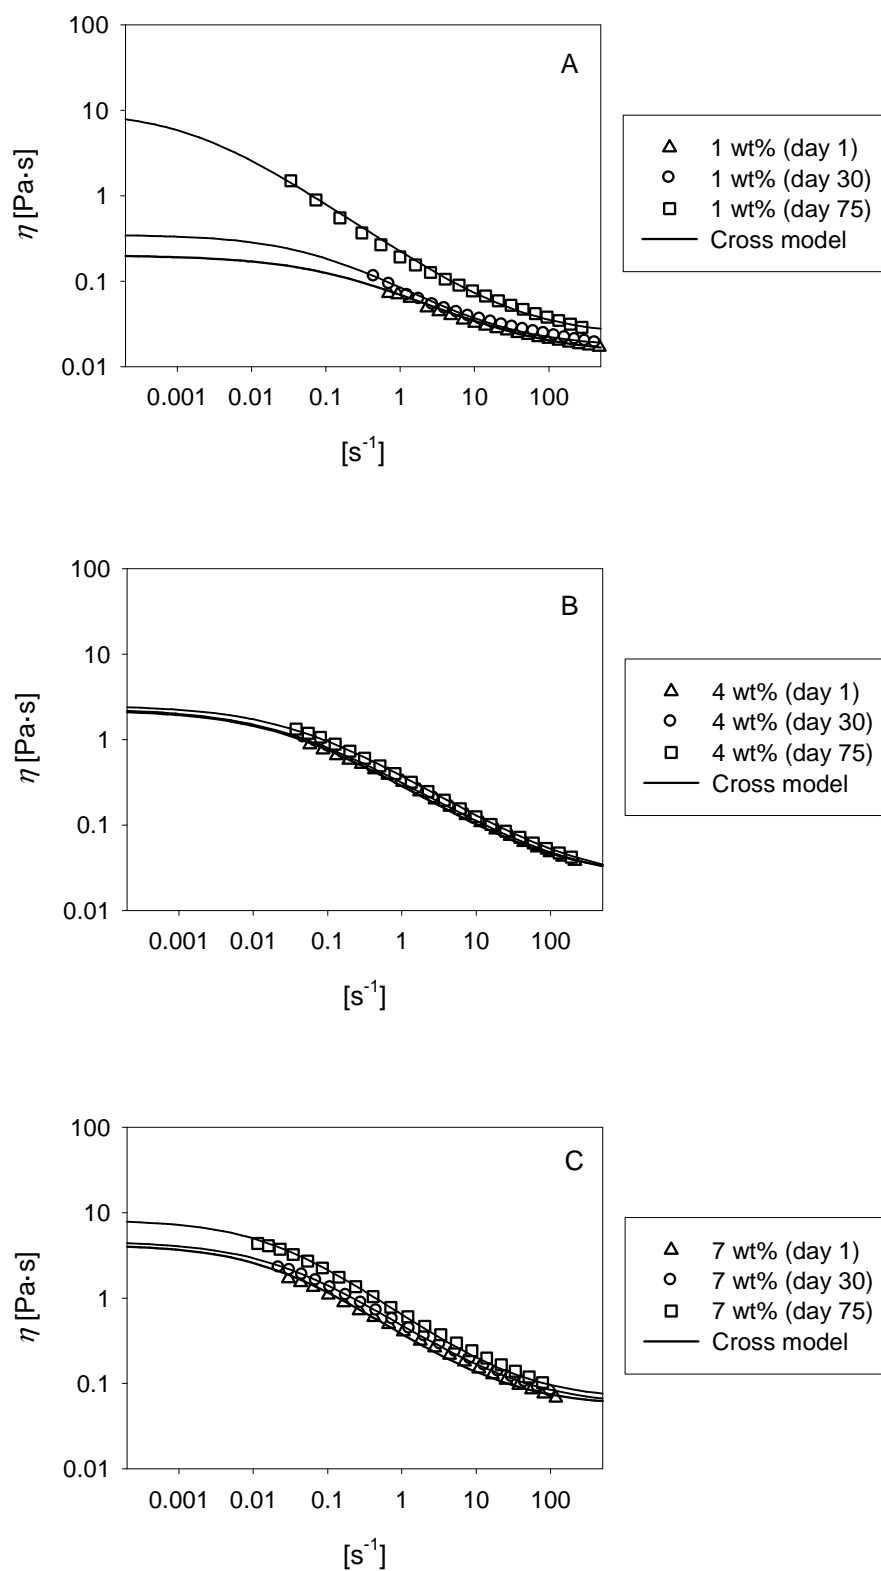 100
A
10
1
0.1
0.01
η [Pa·s]
0.001 0.01 0.1 1 10 100
[s⁻¹]
1 wt% (day 1)
1 wt% (day 30)
1 wt% (day 75)
Cross model
100
B
10
1
0.1
0.01
η [Pa·s]
0.001 0.01 0.1 1 10 100
[s⁻¹]
4 wt% (day 1)
4 wt% (day 30)
4 wt% (day 75)
Cross model
100
C
10
1
0.1
0.01
η [Pa·s]
0.001 0.01 0.1 1 10 100
[s⁻¹]
7 wt% (day 1)
7 wt% (day 30)
7 wt% (day 75)
Cross model